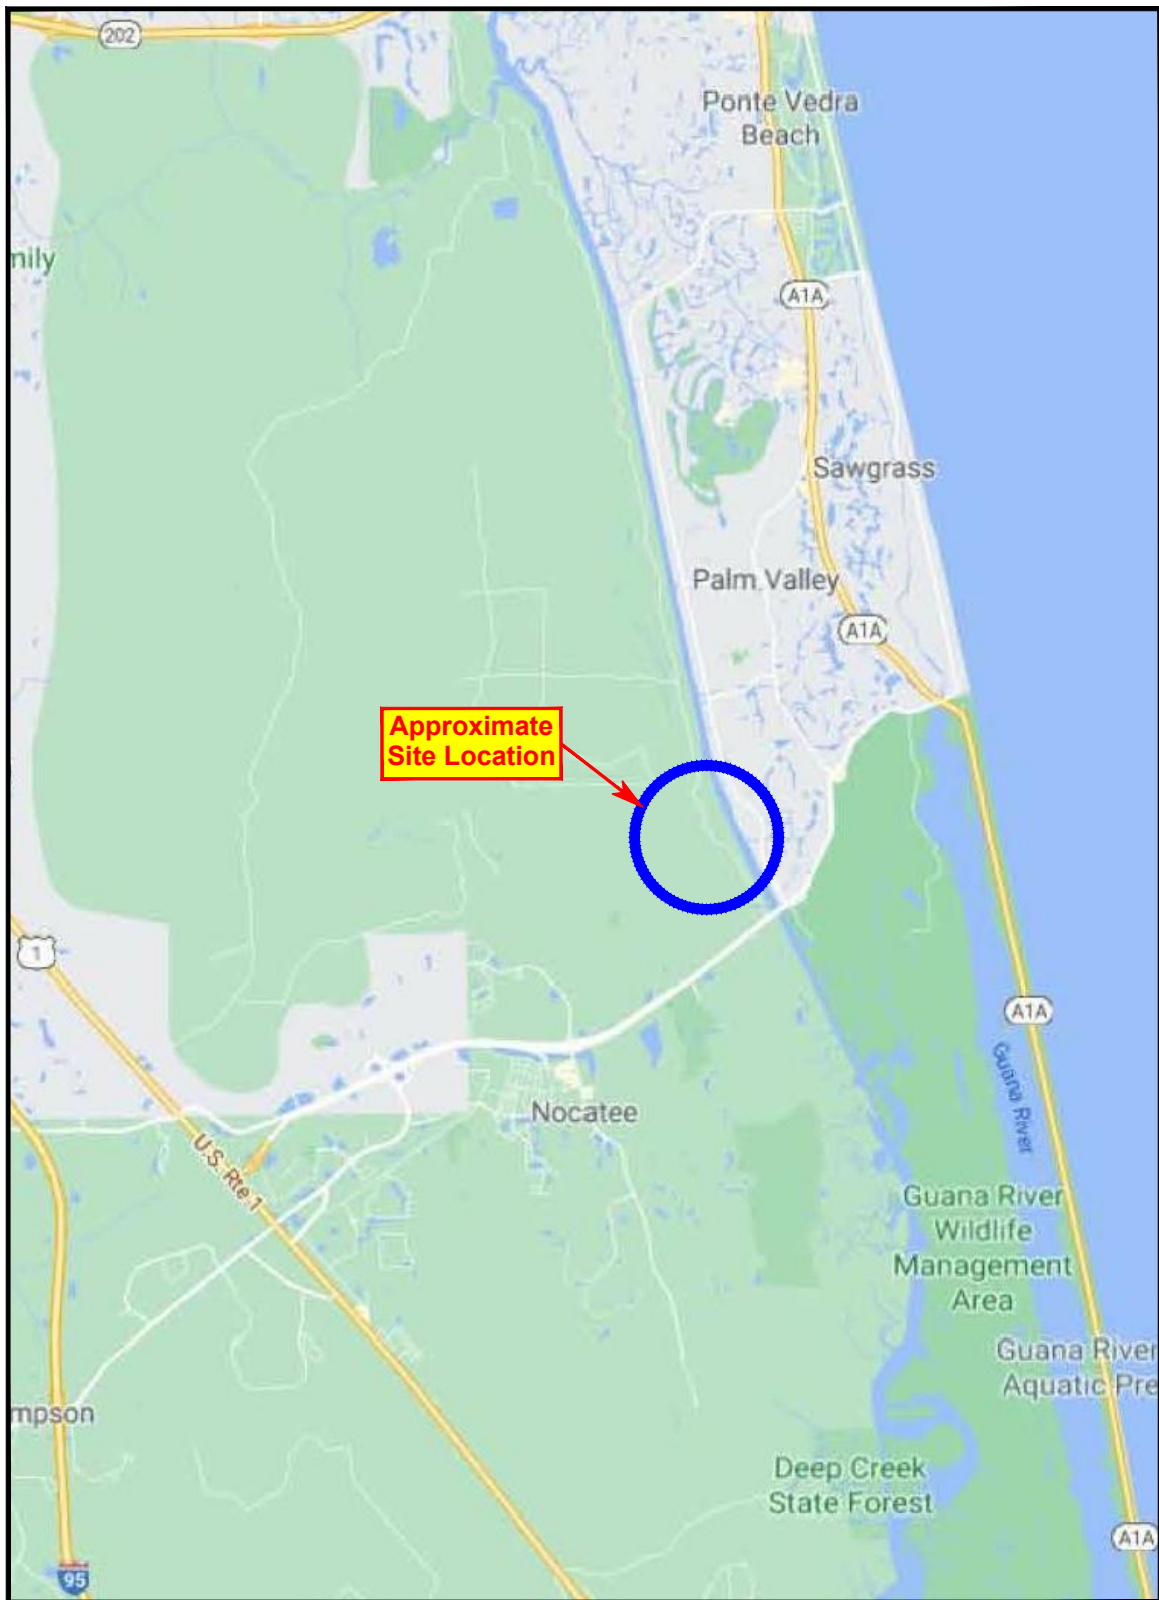 202
Ponte Vedra
Beach
nily
A1A
Sawgrass
Palm Valley
A1A
Approximate
Site Location
1
A1A
Guana River
Nocatee
U.S. Rte 1
Guana River
Wildlife
Management
Area
Guana River
Aquatic Pre
mpson
Deep Creek
State Forest
A1A
95